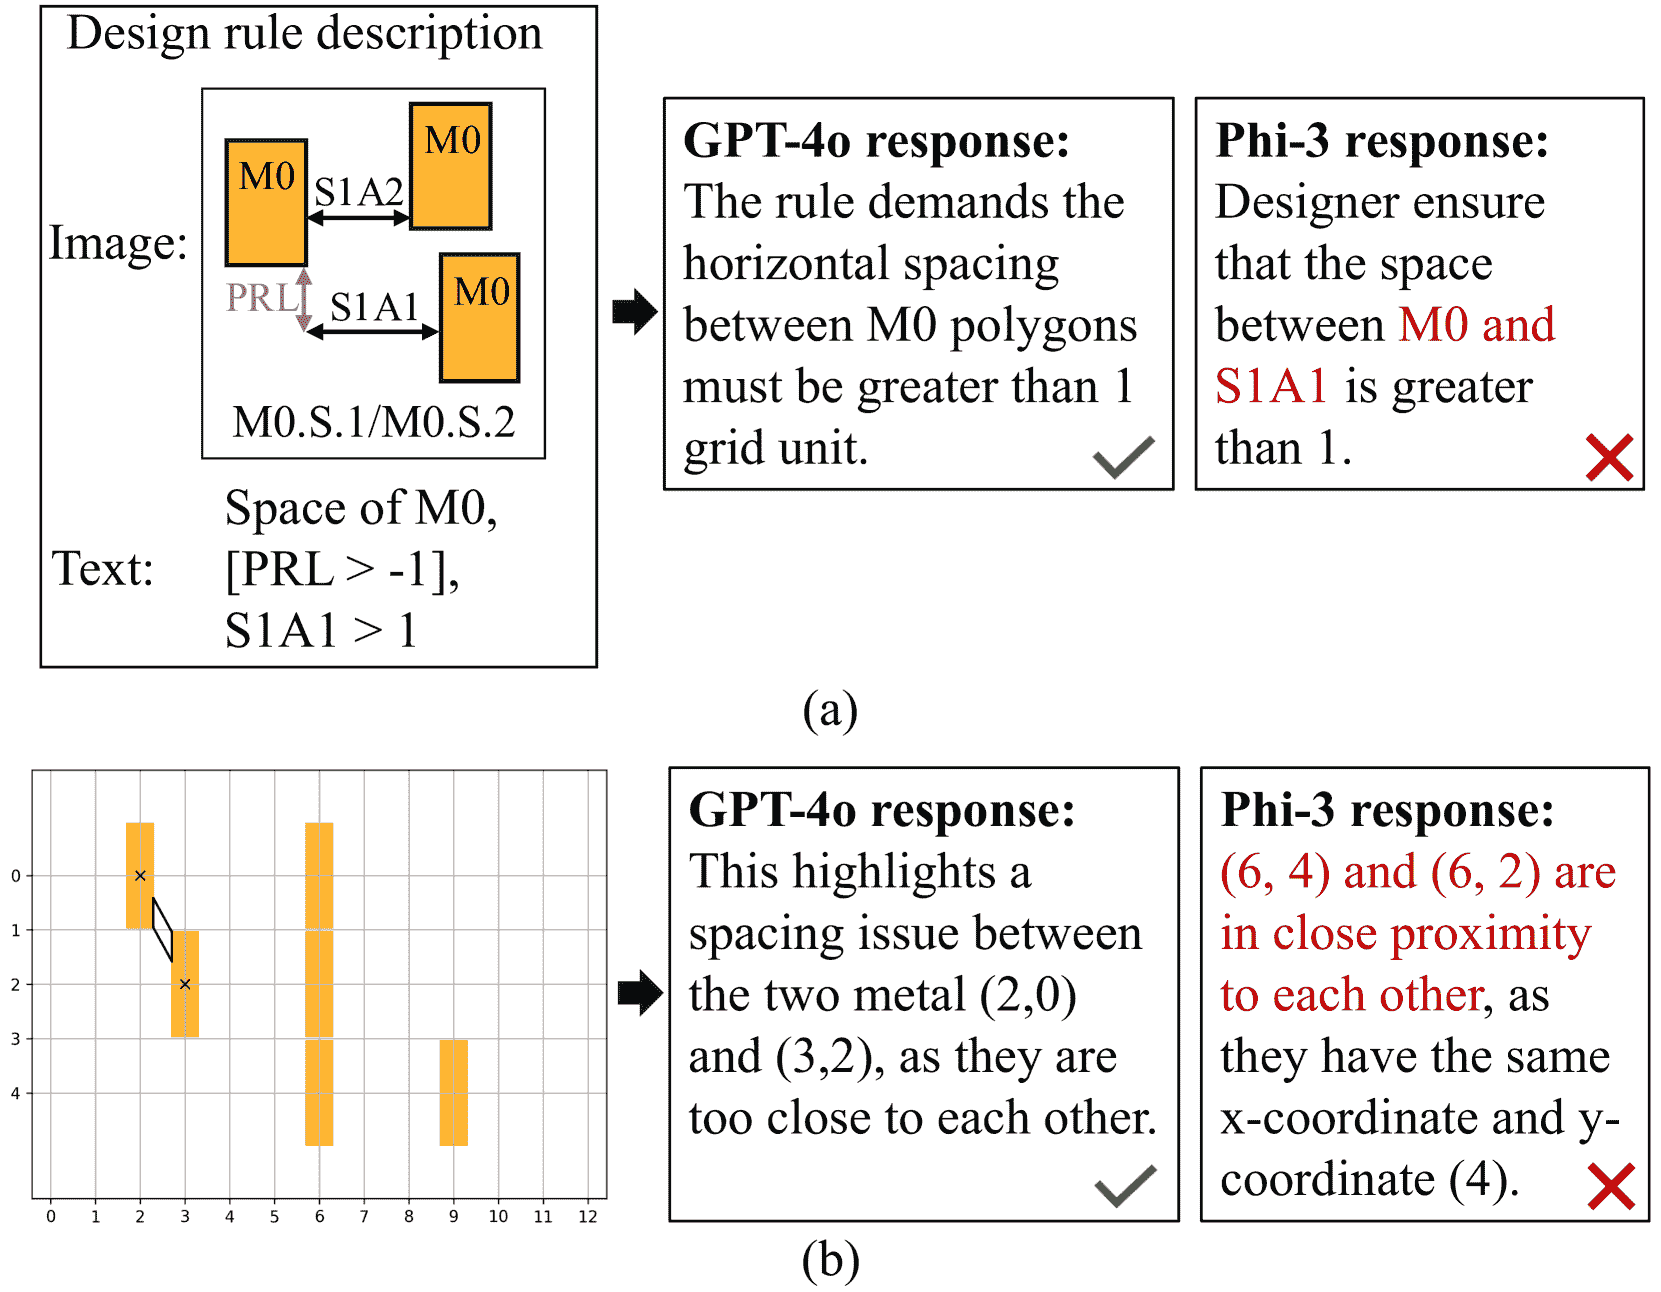 Design rule description
Image:
M0
M0
S1A2
PRL
S1A1
M0
M0.S.1/M0.S.2
Text:
Space of M0,
[PRL > -1],
S1A1 > 1
GPT-4o response:
The rule demands the
horizontal spacing
between M0 polygons
must be greater than 1
grid unit.
Phi-3 response:
Designer ensure
that the space
between M0 and
S1A1 is greater
than 1.
(a)
0
1
2
3
4
0 1 2 3 4 5 6 7 8 9 10 11 12
GPT-4o response:
This highlights a
spacing issue between
the two metal (2,0)
and (3,2), as they are
too close to each other.
Phi-3 response:
(6, 4) and (6, 2) are
in close proximity
to each other, as
they have the same
x-coordinate and y-
coordinate (4).
(b)